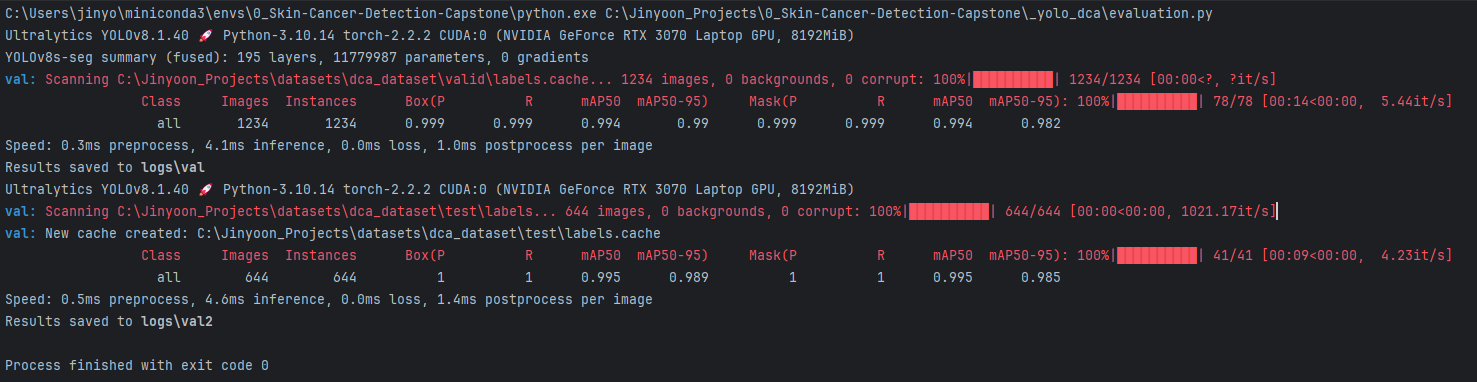 C:\Users\jinyo\miniconda3\envs\0_Skin-Cancer-Detection-Capstone\python.exe C:\Jinyoon_Projects\0_Skin-Cancer-Detection-Capstone\_yolo_dca\evaluation.py
Ultralytics YOLOv8.1.40 🚀 Python-3.10.14 torch-2.2.2 CUDA:0 (NVIDIA GeForce RTX 3070 Laptop GPU, 8192MiB)
YOLOv8s-seg summary (fused): 195 layers, 11779987 parameters, 0 gradients
val: Scanning C:\Jinyoon_Projects\datasets\dca_dataset\valid\labels.cache... 1234 images, 0 backgrounds, 0 corrupt: 100%|██████████| 1234/1234 [00:00<?, ?it/s]
Class Images Instances Box(P R mAP50 mAP50-95) Mask(P R mAP50 mAP50-95): 100%|██████████| 78/78 [00:14<00:00, 5.44it/s]
all 1234 1234 0.999 0.999 0.994 0.99 0.999 0.999 0.994 0.982
Speed: 0.3ms preprocess, 4.1ms inference, 0.0ms loss, 1.0ms postprocess per image
Results saved to logs\val
Ultralytics YOLOv8.1.40 🚀 Python-3.10.14 torch-2.2.2 CUDA:0 (NVIDIA GeForce RTX 3070 Laptop GPU, 8192MiB)
val: Scanning C:\Jinyoon_Projects\datasets\dca_dataset\test\labels... 644 images, 0 backgrounds, 0 corrupt: 100%|██████████| 644/644 [00:00<00:00, 1021.17it/s]
val: New cache created: C:\Jinyoon_Projects\datasets\dca_dataset\test\labels.cache
Class Images Instances Box(P R mAP50 mAP50-95) Mask(P R mAP50 mAP50-95): 100%|██████████| 41/41 [00:09<00:00, 4.23it/s]
all 644 644 1 1 0.995 0.989 1 1 0.995 0.985
Speed: 0.5ms preprocess, 4.6ms inference, 0.0ms loss, 1.4ms postprocess per image
Results saved to logs\val2
Process finished with exit code 0